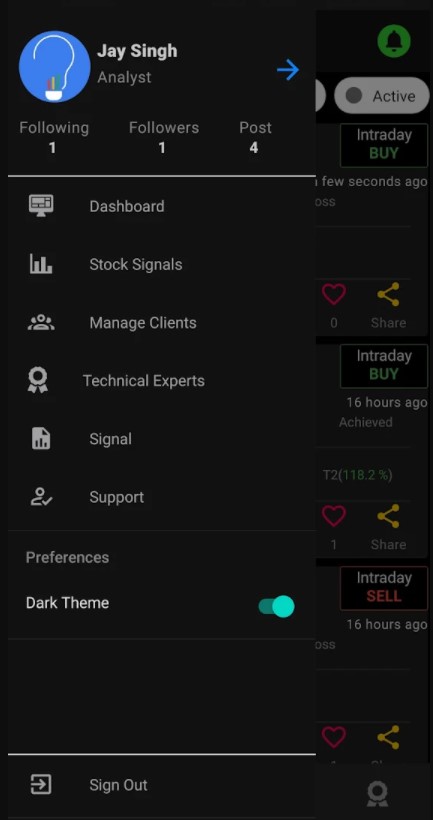 Jay Singh
Analyst
Following
Followers
Post
1
1
4
Dashboard
Stock Signals
Manage Clients
Technical Experts
Signal
Support
Preferences
Dark Theme
Sign Out
Active
Intraday
BUY
few seconds ago
0
Share
Intraday
BUY
16 hours ago
Achieved
T2(118.2 %)
1
Share
Intraday
SELL
16 hours ago